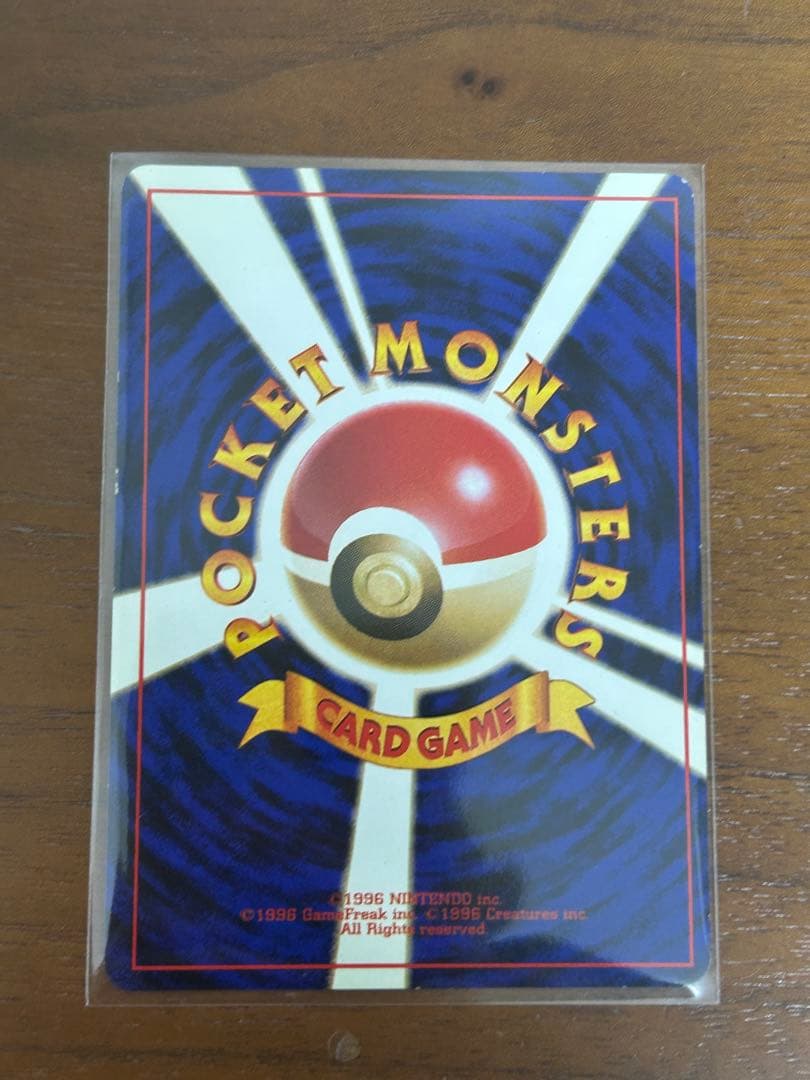 POCKET MONSTERS
CARD GAME
©1996 NINTENDO inc.
©1996 GameFreak inc. ©1996 Creatures inc.
All Rights reserved.